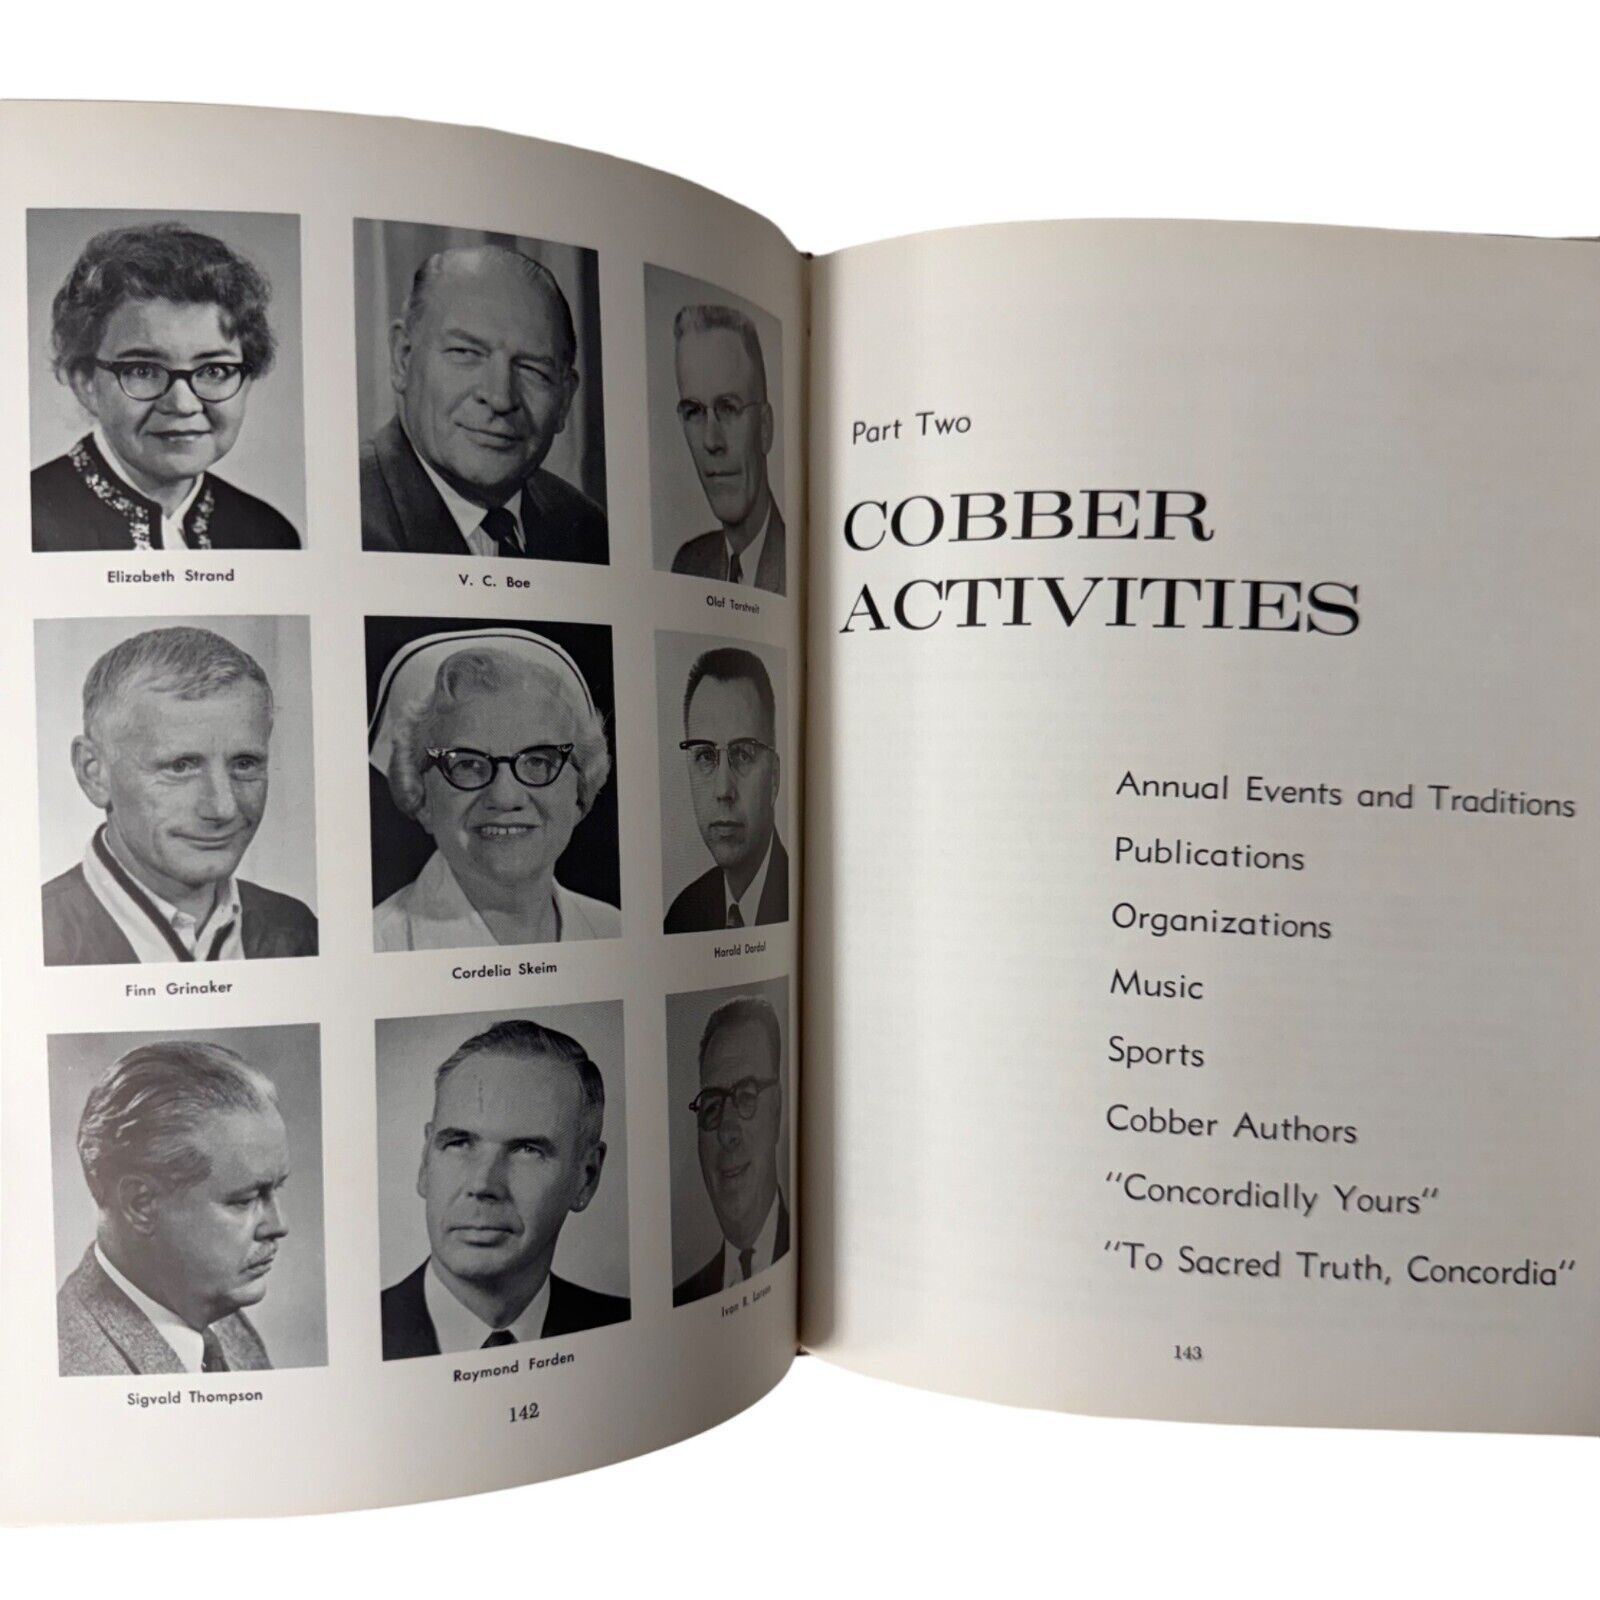 Elizabeth Strand
V. C. Boe
Olaf Torstveit
Finn Grinaker
Cordelia Skeim
Harold Dardal
Sigvald Thompson
Raymond Farden
Ivan R. Larson
142
Part Two
COBBER
ACTIVITIES
Annual Events and Traditions
Publications
Organizations
Music
Sports
Cobber Authors
"Concordially Yours"
"To Sacred Truth, Concordia"
143